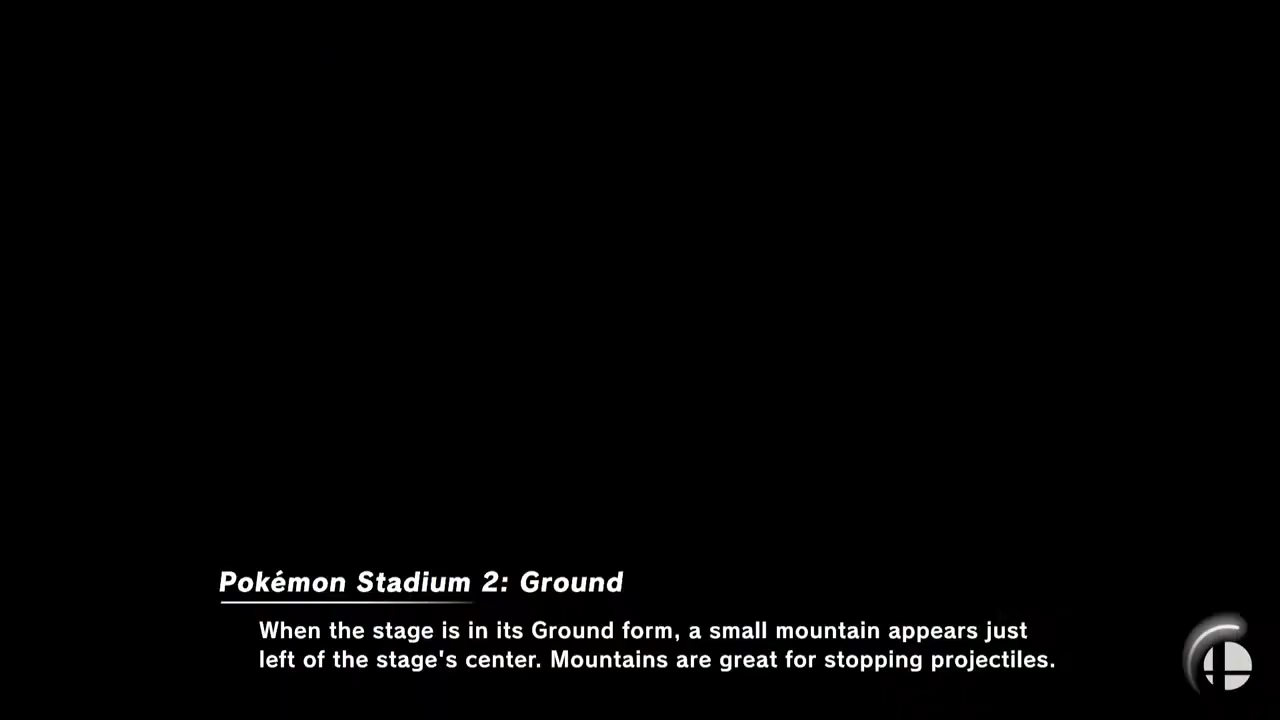 Pokémon Stadium 2: Ground
When the stage is in its Ground form, a small mountain appears just
left of the stage's center. Mountains are great for stopping projectiles.